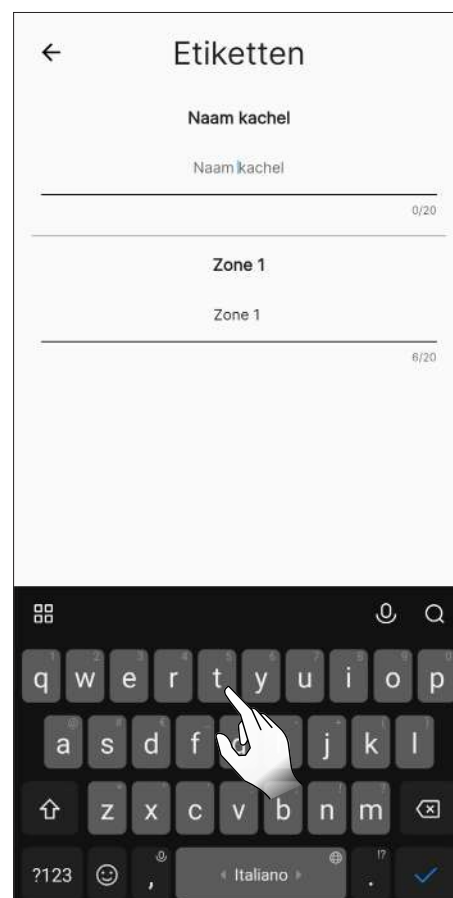 Etiketten
Naam kachel
Naam kachel
0/20
Zone 1
Zone 1
6/20
q w e r t y u i o p
a s d f j k l
z x c v b n m
?123 , Italiano !? .